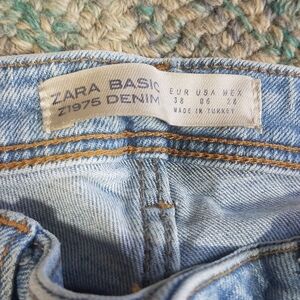 ZARA BASIC
Z1975 DENIM
EUR USA MEX
38 06 28
MADE IN TURKEY